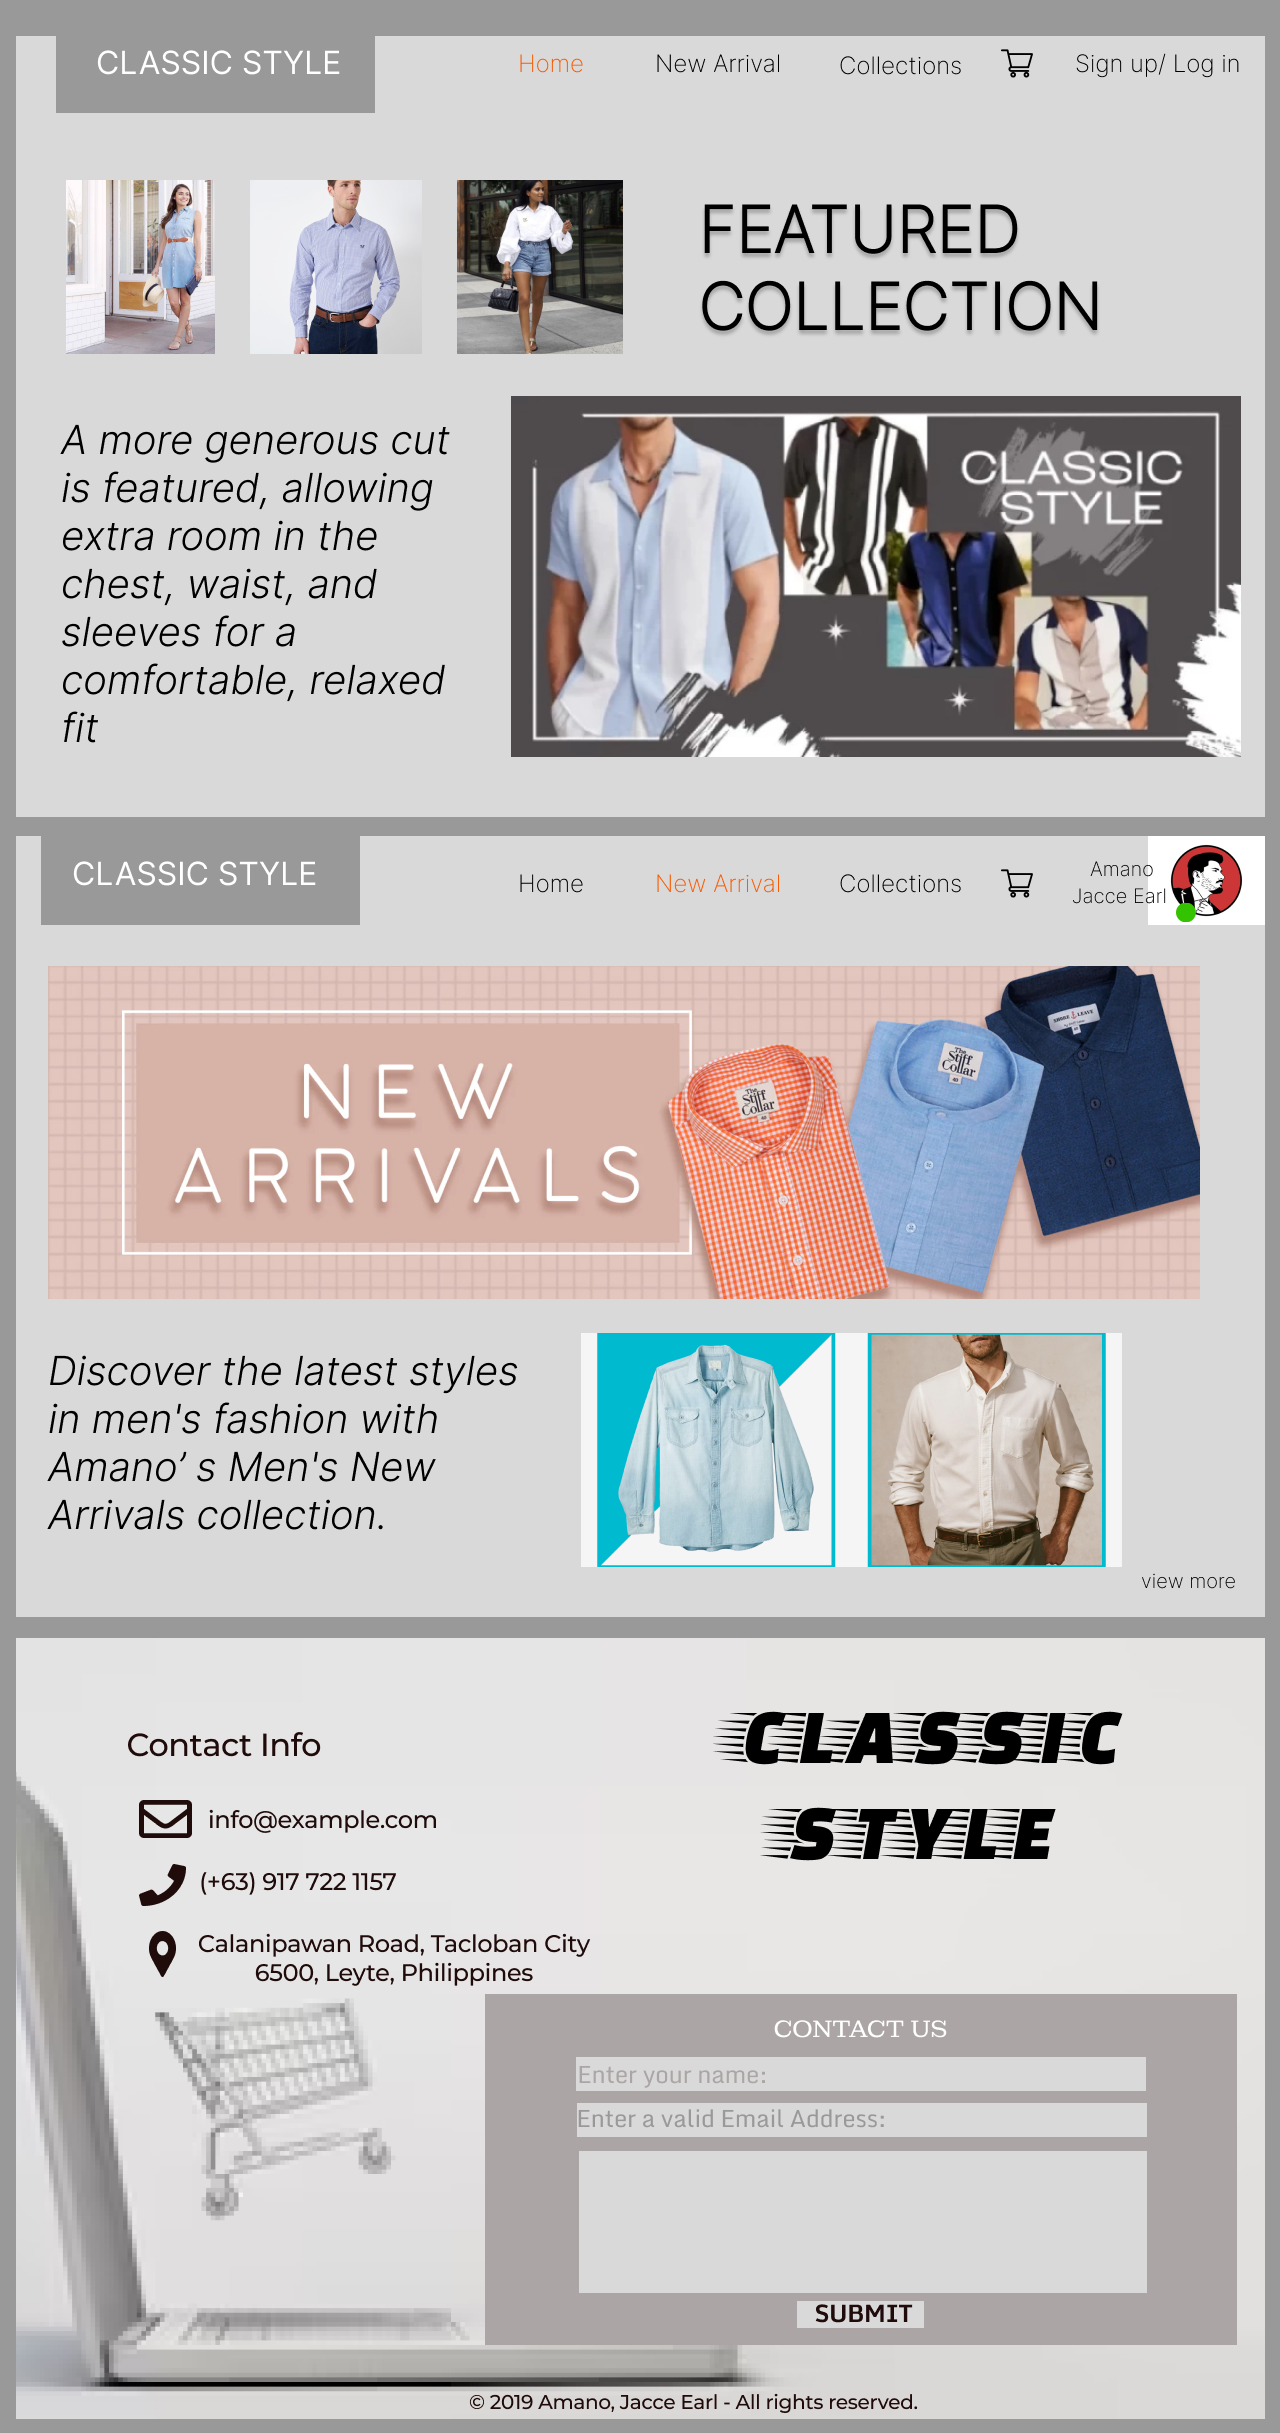 CLASSIC STYLE
Home
New Arrival
Collections
Sign up/ Log in
FEATURED
COLLECTION
A more generous cut
is featured, allowing
extra room in the
chest, waist, and
sleeves for a
comfortable, relaxed
fit
CLASSIC
STYLE
CLASSIC STYLE
Home
New Arrival
Collections
Amano
Jacce Earl
NEW
ARRIVALS
The
Stiff
Collar
40
The
Stiff
Collar
40
SHORE LEAVE
Discover the latest styles
in men's fashion with
Amano’ s Men's New
Arrivals collection.
view more
Contact Info
info@example.com
(+63) 917 722 1157
Calanipawan Road, Tacloban City
6500, Leyte, Philippines
CLASSIC
STYLE
CONTACT US
Enter your name:
Enter a valid Email Address:
SUBMIT
© 2019 Amano, Jacce Earl - All rights reserved.